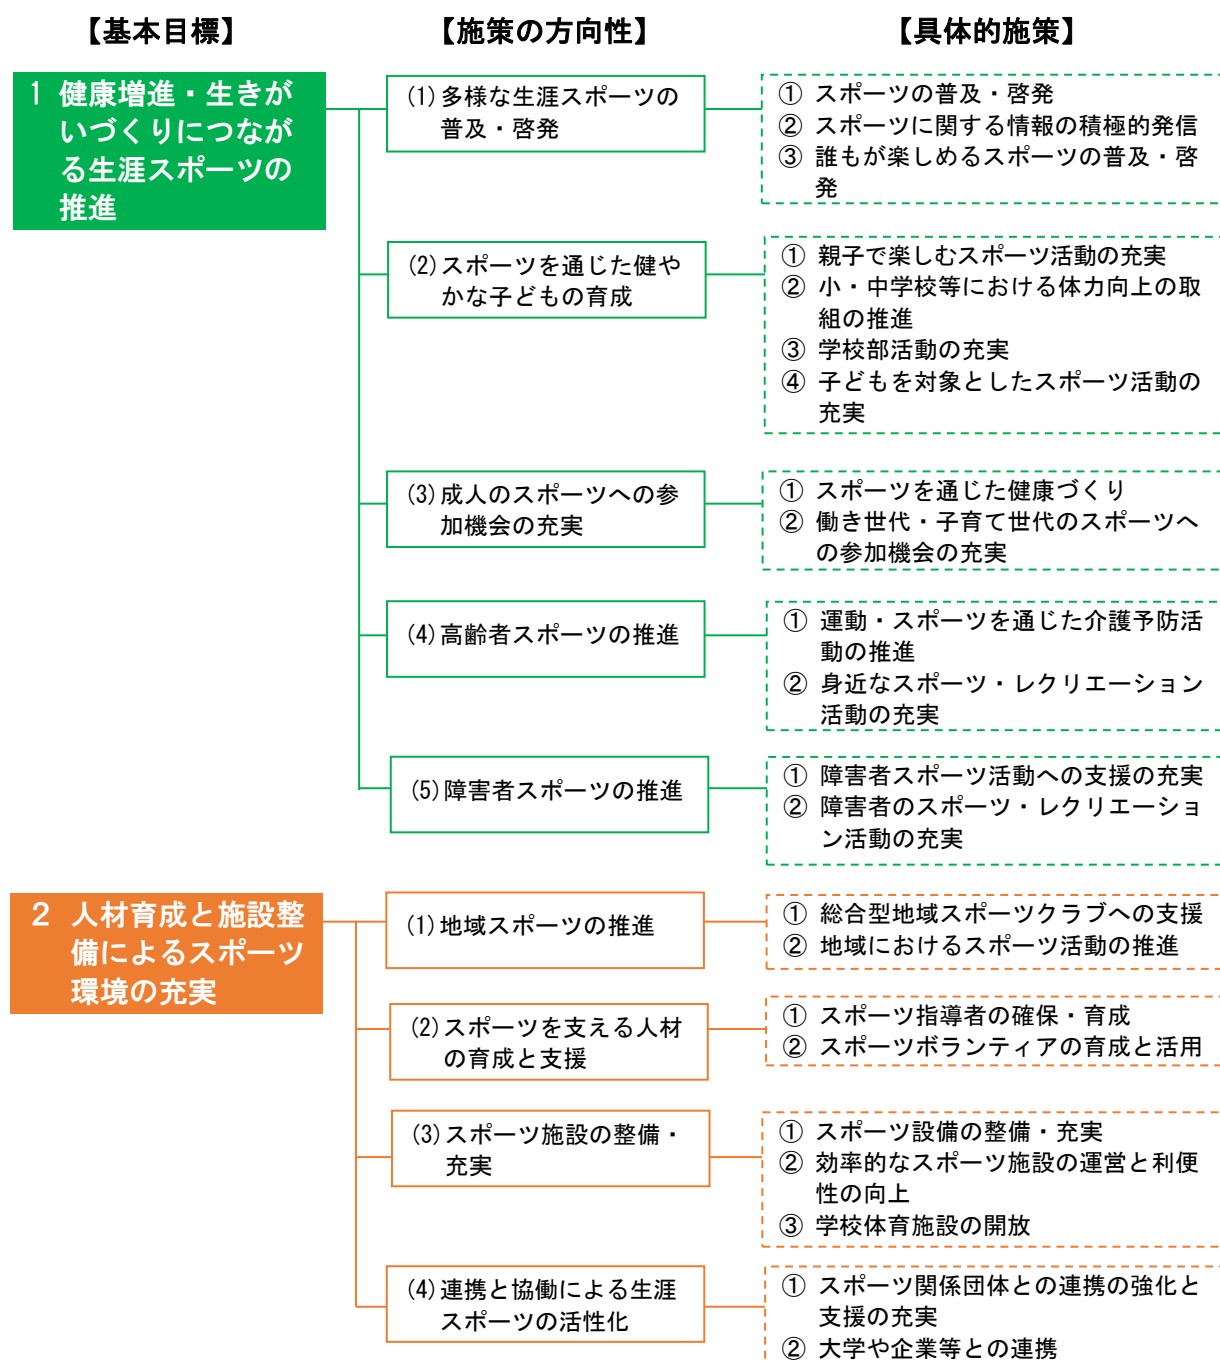 【基本目標】 【施策の方向性】 【具体的施策】
1 健康増進・生きが
いづくりにつなが
る生涯スポーツの
推進
(1)多様な生涯スポーツの
普及・啓発
① スポーツの普及・啓発
② スポーツに関する情報の積極的発信
③ 誰もが楽しめるスポーツの普及・啓
発
(2)スポーツを通じた健や
かな子どもの育成
① 親子で楽しむスポーツ活動の充実
② 小・中学校等における体力向上の取
組の推進
③ 学校部活動の充実
④ 子どもを対象としたスポーツ活動の
充実
(3)成人のスポーツへの参
加機会の充実
① スポーツを通じた健康づくり
② 働き世代・子育て世代のスポーツへ
の参加機会の充実
(4)高齢者スポーツの推進
① 運動・スポーツを通じた介護予防活
動の推進
② 身近なスポーツ・レクリエーション
活動の充実
(5)障害者スポーツの推進
① 障害者スポーツ活動への支援の充実
② 障害者のスポーツ・レクリエーショ
ン活動の充実
2 人材育成と施設整
備によるスポーツ
環境の充実
(1)地域スポーツの推進
① 総合型地域スポーツクラブへの支援
② 地域におけるスポーツ活動の推進
(2)スポーツを支える人材
の育成と支援
① スポーツ指導者の確保・育成
② スポーツボランティアの育成と活用
(3)スポーツ施設の整備・
充実
① スポーツ設備の整備・充実
② 効率的なスポーツ施設の運営と利便
性の向上
③ 学校体育施設の開放
(4)連携と協働による生涯
スポーツの活性化
① スポーツ関係団体との連携の強化と
支援の充実
② 大学や企業等との連携